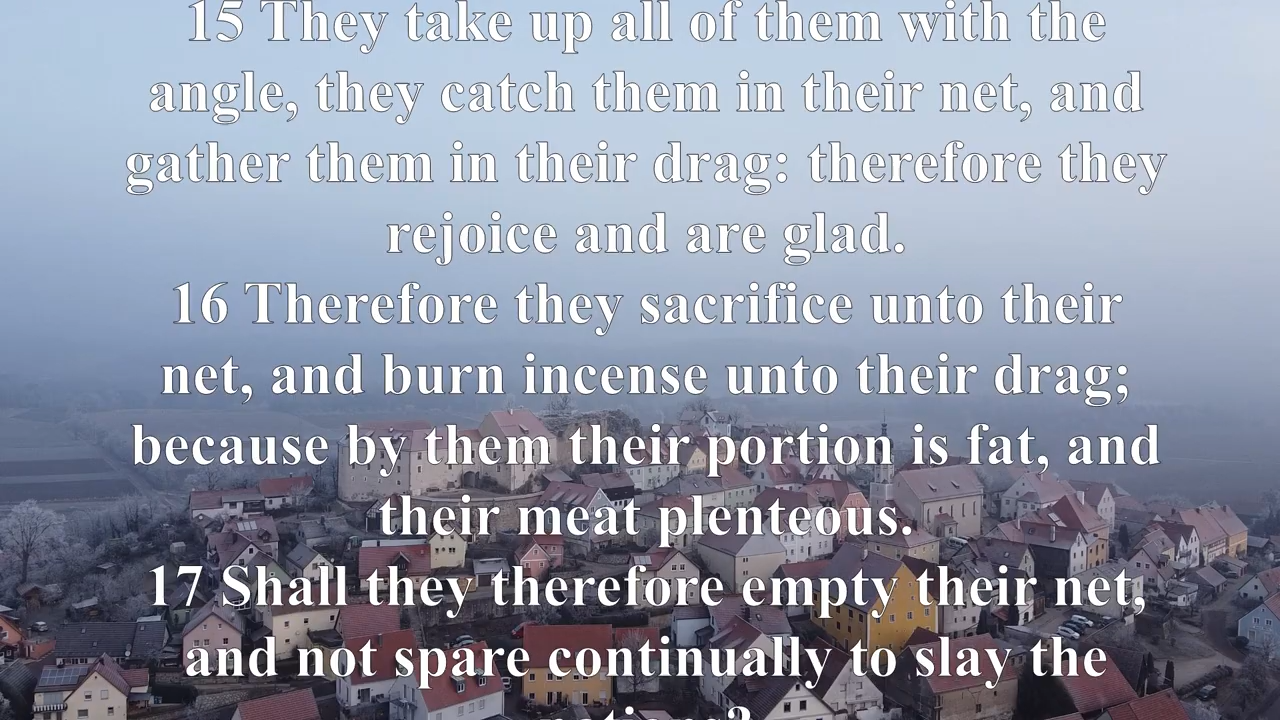 15 They take up all of them with the
angle, they catch them in their net, and
gather them in their drag: therefore they
rejoice and are glad.
16 Therefore they sacrifice unto their
net, and burn incense unto their drag;
because by them their portion is fat, and
their meat plenteous.
17 Shall they therefore empty their net,
and not spare continually to slay the
nations?